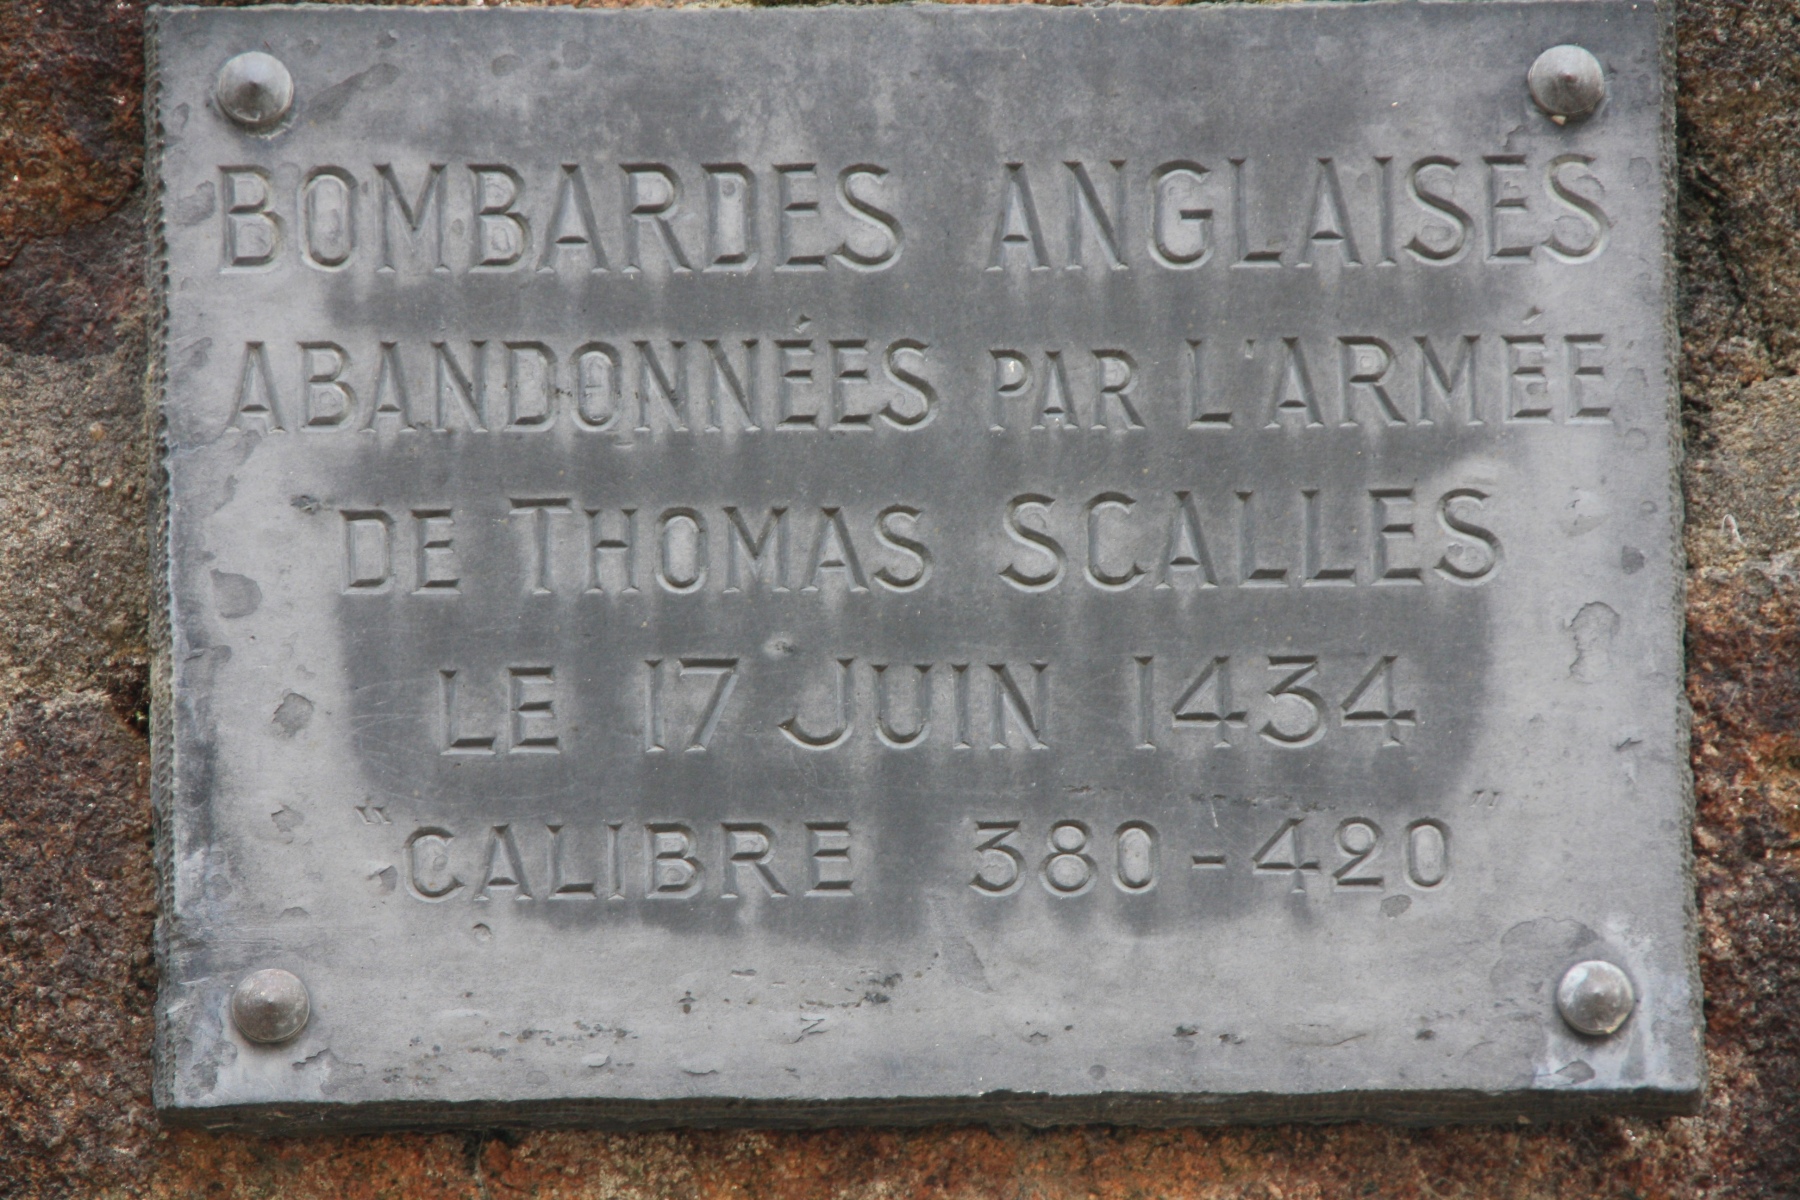 BOMBARDES ANGLAISES
ABANDONNÉES PAR L'ARMÉE
DE THOMAS SCALLES
LE 17 JUIN 1434
"CALIBRE 380-420"